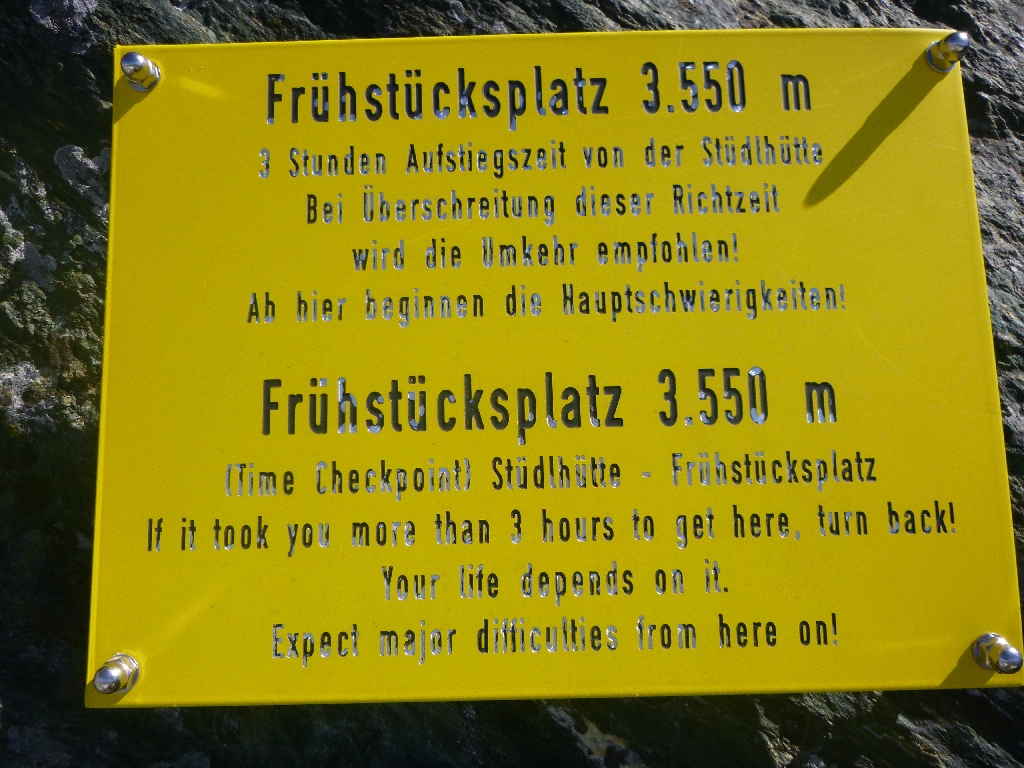 Frühstücksplatz 3.550 m
3 Stunden Aufstiegszeit von der Stüdlhütte
Bei Überschreitung dieser Richtzeit
wird die Umkehr empfohlen!
Ab hier beginnen die Hauptschwierigkeiten!
Frühstücksplatz 3.550 m
(Time Checkpoint) Stüdlhütte - Frühstücksplatz
If it took you more than 3 hours to get here, turn back!
Your life depends on it.
Expect major difficulties from here on!